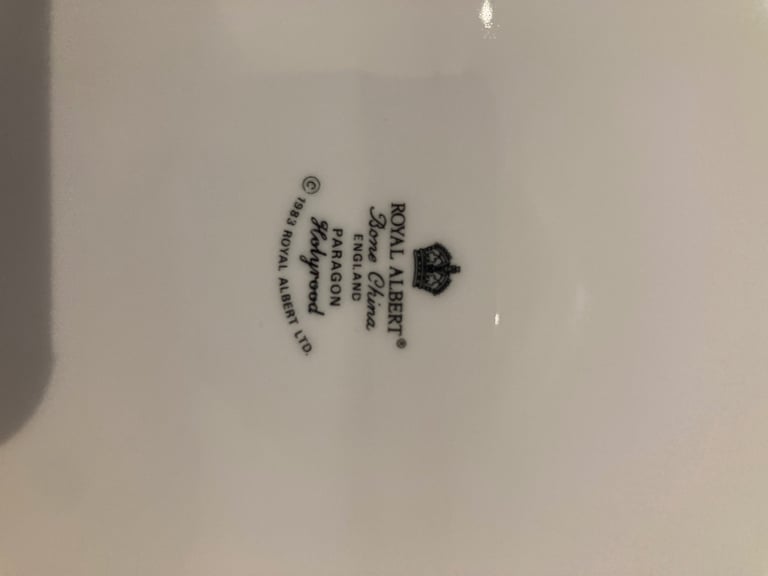 ROYAL ALBERT®
Bone China
ENGLAND
PARAGON
Holyrood
© 1983 ROYAL ALBERT LTD.